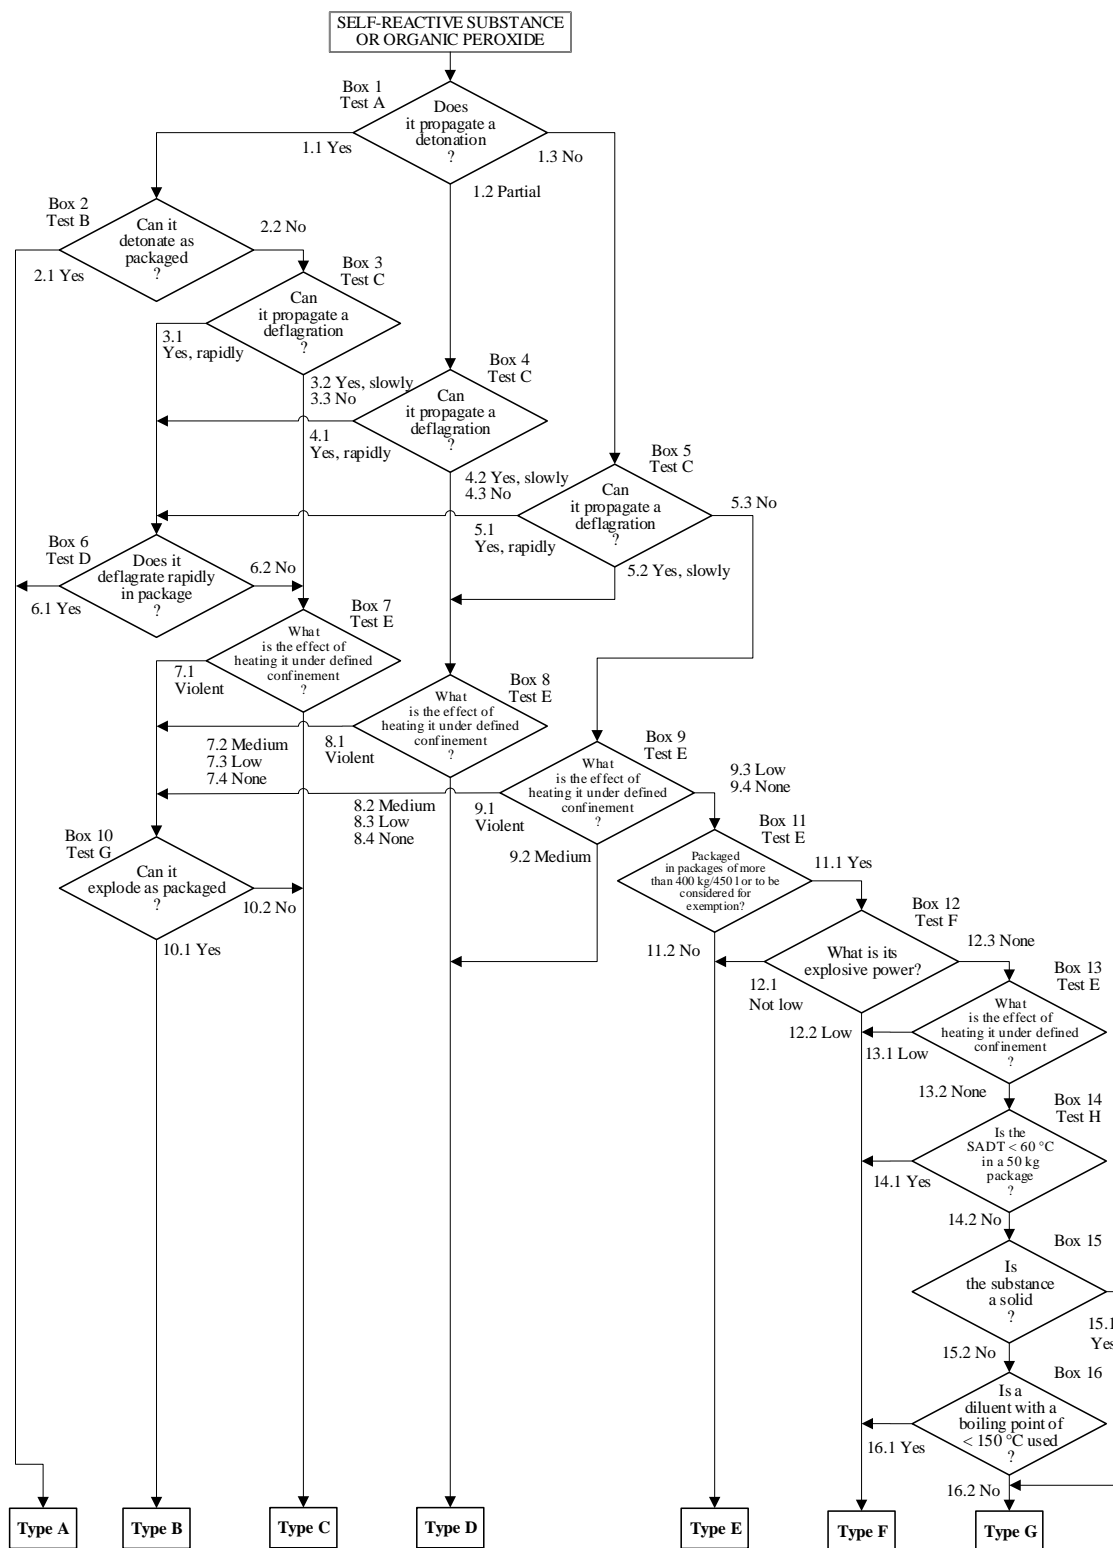 SELF-REACTIVE SUBSTANCE
OR ORGANIC PEROXIDE
Box 1
Test A
Does
it propagate a
detonation
?
1.1 Yes
1.3 No
1.2 Partial
Box 2
Test B
Can it
detonate as
packaged
?
2.2 No
2.1 Yes
Box 3
Test C
Can
it propagate a
deflagration
?
3.1
Yes, rapidly
3.2 Yes, slowly
3.3 No
Box 4
Test C
Can
it propagate a
deflagration
?
4.1
Yes, rapidly
4.2 Yes, slowly
4.3 No
Box 5
Test C
Can
it propagate a
deflagration
?
5.3 No
5.1
Yes, rapidly
5.2 Yes, slowly
Box 6
Test D
Does it
deflagrate rapidly
in package
?
6.2 No
6.1 Yes
Box 7
Test E
What
is the effect of
heating it under defined
confinement
?
7.1
Violent
7.2 Medium
7.3 Low
7.4 None
Box 8
Test E
What
is the effect of
heating it under defined
confinement
?
8.1
Violent
8.2 Medium
8.3 Low
8.4 None
Box 9
Test E
What
is the effect of
heating it under defined
confinement
?
9.3 Low
9.4 None
9.1
Violent
9.2 Medium
Box 10
Test G
Can it
explode as packaged
?
10.2 No
10.1 Yes
Box 11
Test E
Packaged
in packages of more
than 400 kg/450 l or to be
considered for
exemption?
11.1 Yes
11.2 No
Box 12
Test F
What is its
explosive power?
12.3 None
12.1
Not low
12.2 Low
Box 13
Test E
What
is the effect of
heating it under defined
confinement
?
13.1 Low
13.2 None
Box 14
Test H
Is the
SADT < 60 °C
in a 50 kg
package
?
14.1 Yes
14.2 No
Box 15
Is
the substance
a solid
?
15.1
Yes
15.2 No
Box 16
Is a
diluent with a
boiling point of
< 150 °C used
?
16.1 Yes
16.2 No
Type A
Type B
Type C
Type D
Type E
Type F
Type G